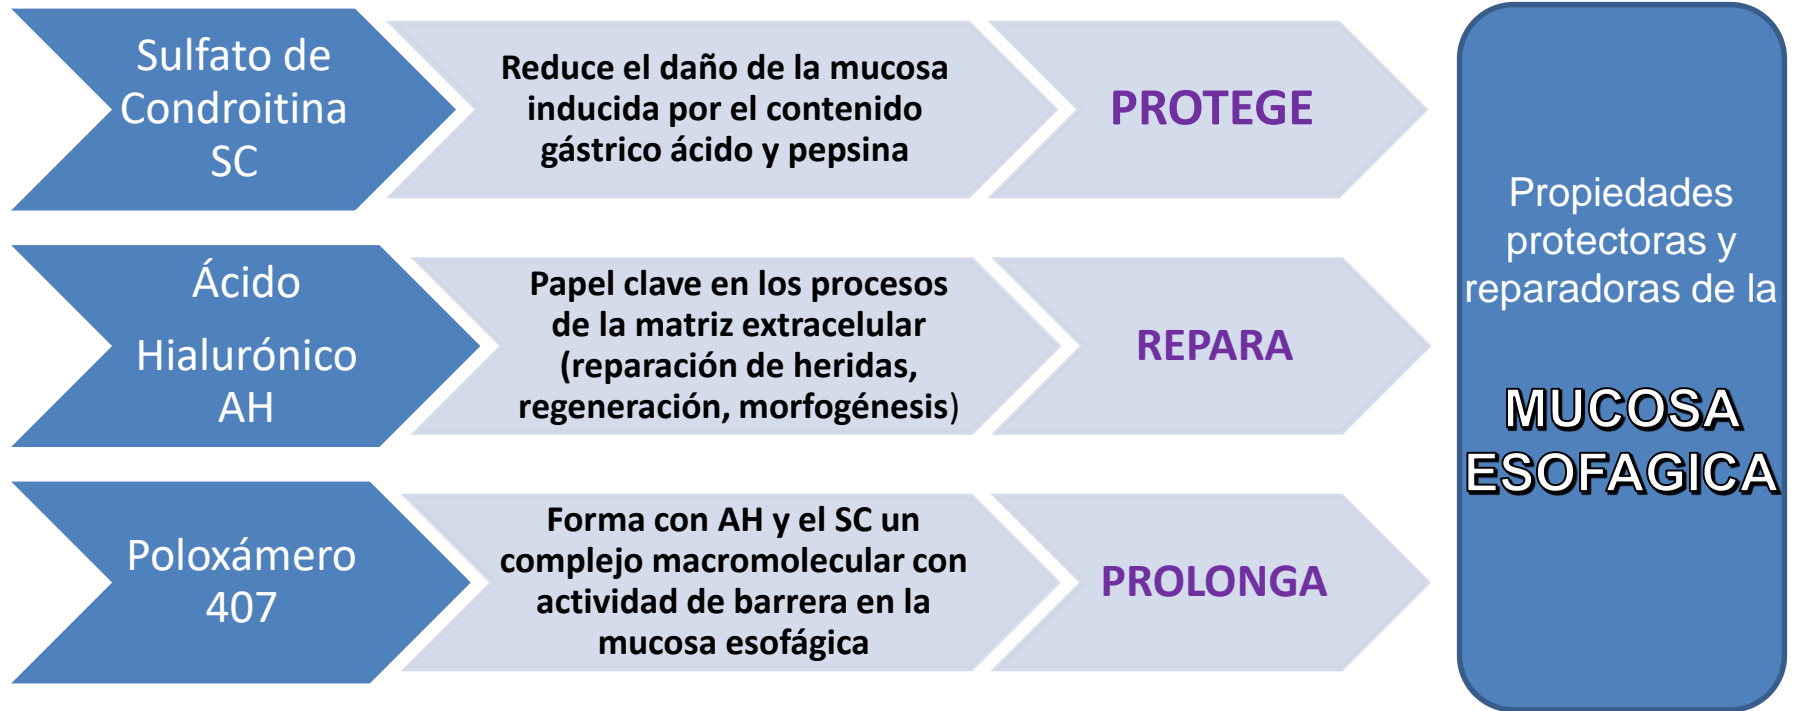 Sulfato de
Condroitina
SC
Reduce el daño de la mucosa
inducida por el contenido
gástrico ácido y pepsina
PROTEGE
Ácido
Hialurónico
AH
Papel clave en los procesos
de la matriz extracelular
(reparación de heridas,
regeneración, morfogénesis)
REPARA
Poloxámero
407
Forma con AH y el SC un
complejo macromolecular con
actividad de barrera en la
mucosa esofágica
PROLONGA
Propiedades
protectoras y
reparadoras de la
MUCOSA
ESOFAGICA